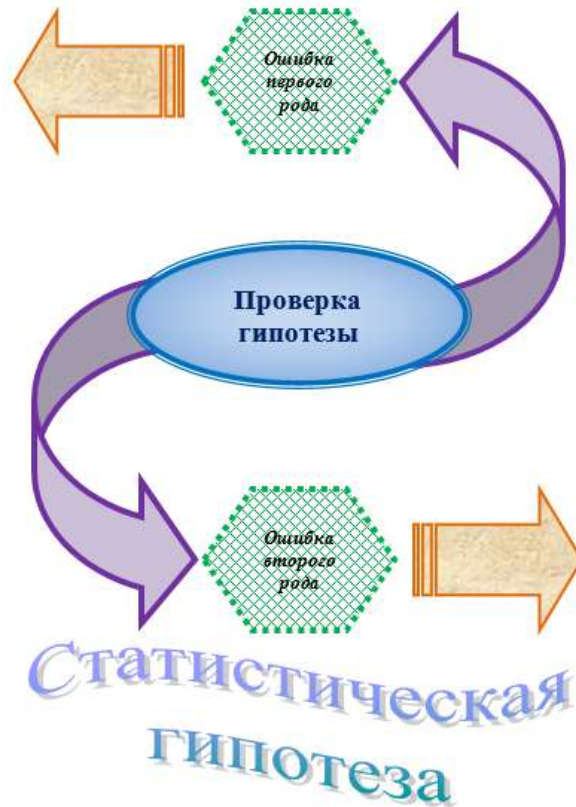 Ошибка
первого
рода
Проверка
гипотезы
Ошибка
второго
рода
Статистическая
гипотеза